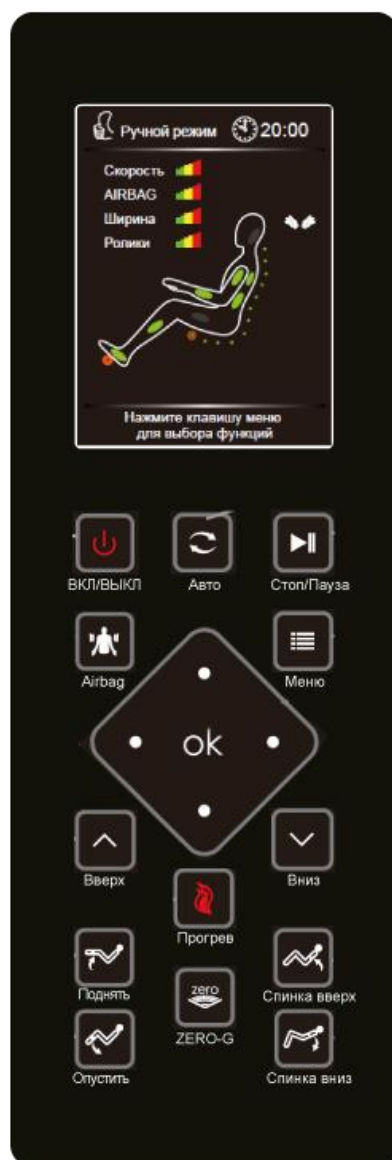 Ручной режим 20:00
Скорость
AIRBAG
Ширина
Ролики
Нажмите клавишу меню
для выбора функций
ВКЛ/ВЫКЛ Авто Стоп/Пауза
Airbag Меню
ok
Вверх Вниз
Прогрев
Поднять Спинка вверх
zero
ZERO-G
Опустить Спинка вниз